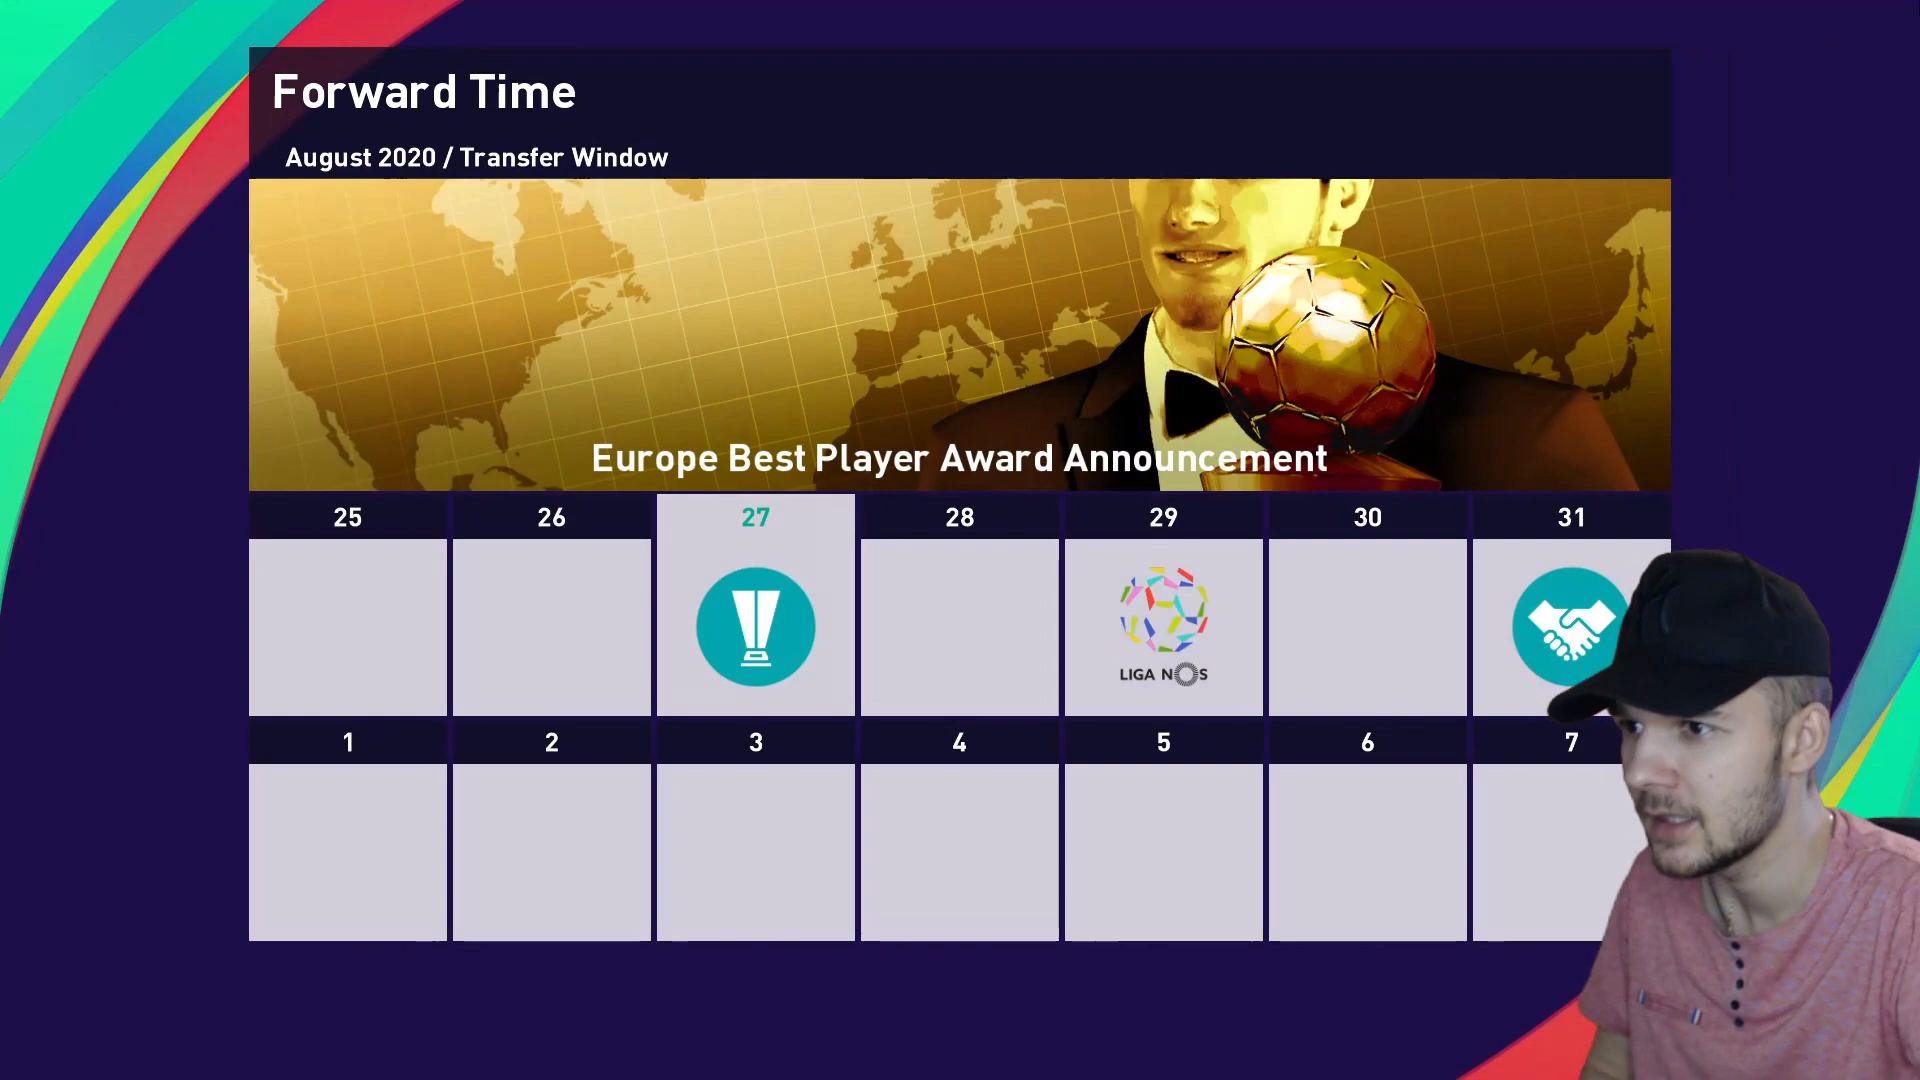 Forward Time
August 2020 / Transfer Window
Europe Best Player Award Announcement
25 26 27 28 29 30 31
LIGA NOS
1 2 3 4 5 6 7